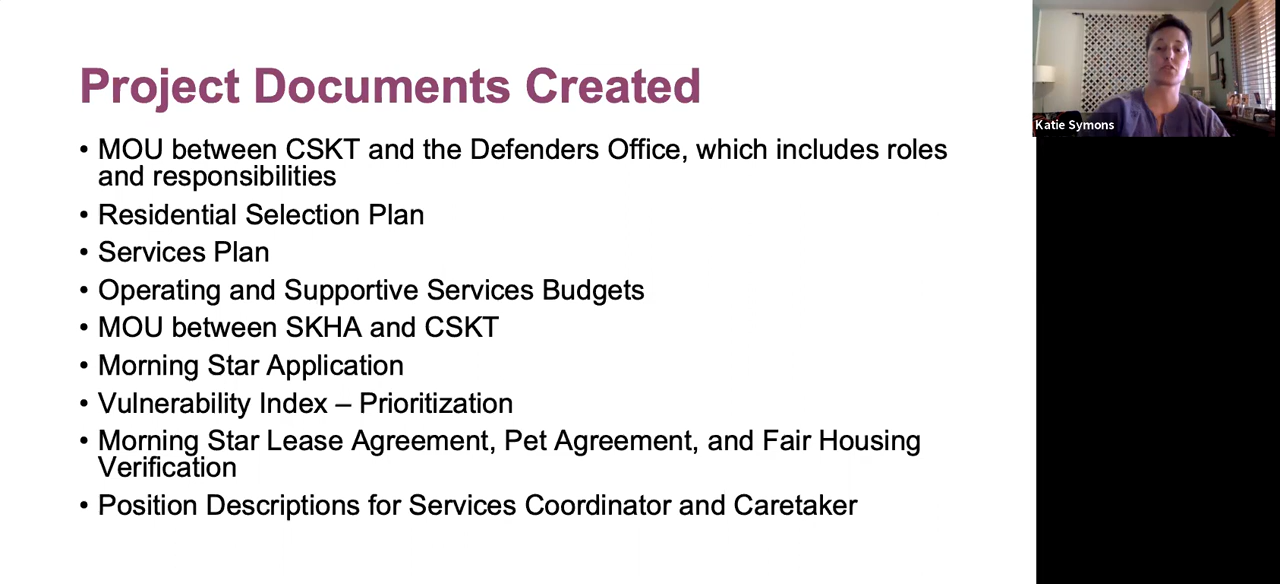 Project Documents Created
• MOU between CSKT and the Defenders Office, which includes roles
and responsibilities
• Residential Selection Plan
• Services Plan
• Operating and Supportive Services Budgets
• MOU between SKHA and CSKT
• Morning Star Application
• Vulnerability Index – Prioritization
• Morning Star Lease Agreement, Pet Agreement, and Fair Housing
Verification
• Position Descriptions for Services Coordinator and Caretaker
Katie Symons